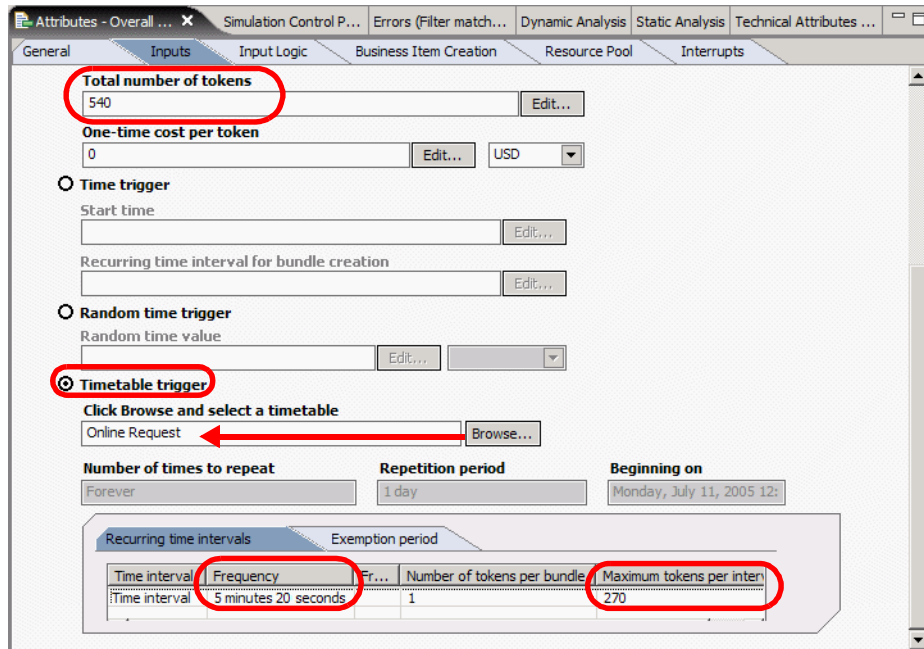 Attributes - Overall ... Simulation Control P... Errors (Filter match... Dynamic Analysis Static Analysis Technical Attributes ...
General Inputs Input Logic Business Item Creation Resource Pool Interrupts
Total number of tokens
540 Edit...
One-time cost per token
0 Edit... USD
Time trigger
Start time
Edit...
Recurring time interval for bundle creation
Edit...
Random time trigger
Random time value
Edit...
Timetable trigger
Click Browse and select a timetable
Online Request Browse...
Number of times to repeat Repetition period Beginning on
Forever 1 day Monday, July 11, 2005 12:
Recurring time intervals Exemption period
Time interval Frequency Fr... Number of tokens per bundle Maximum tokens per interv
Time interval 5 minutes 20 seconds 1 270